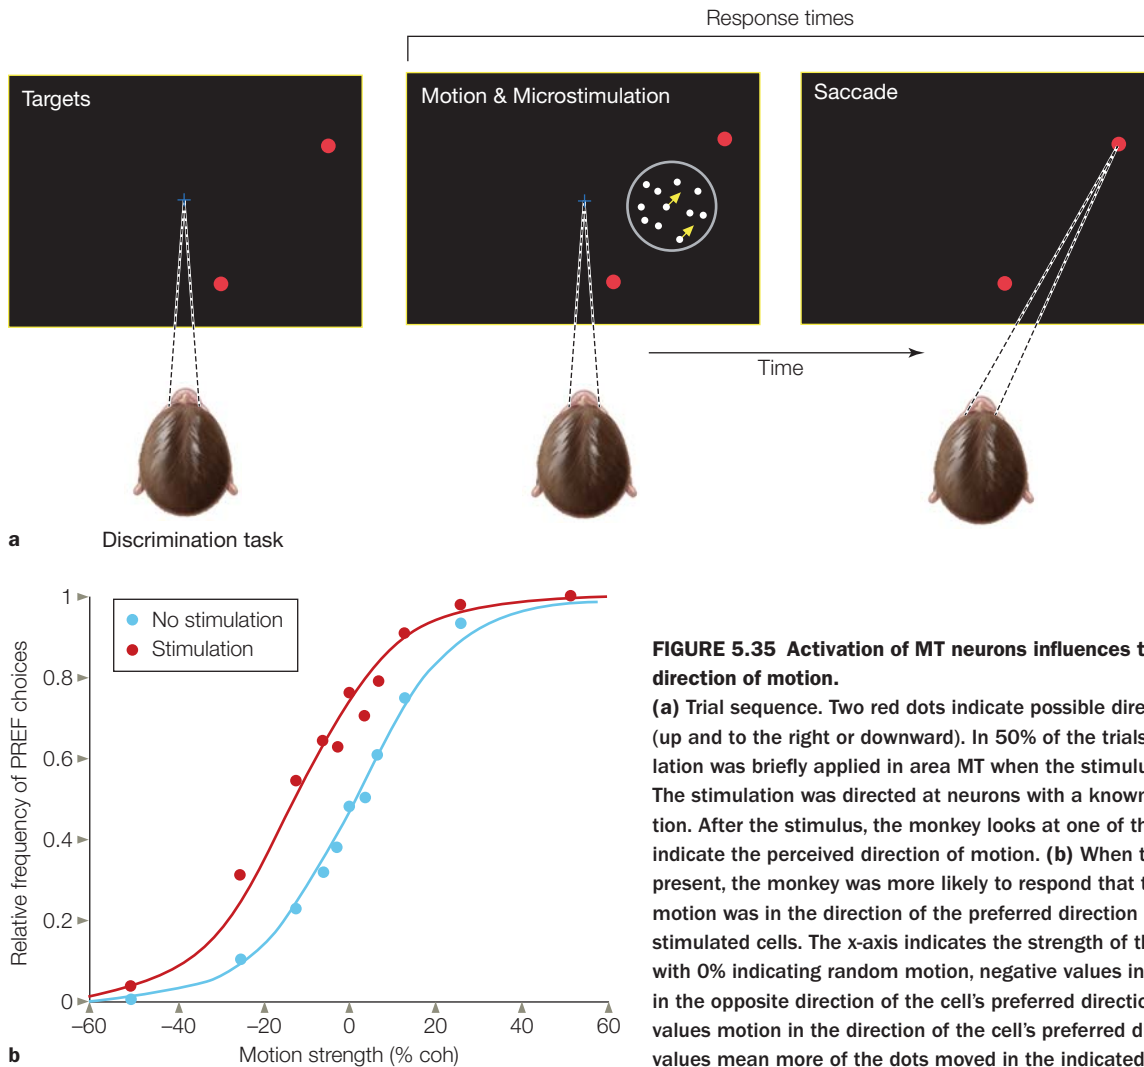 Response times
Targets
Motion & Microstimulation
Saccade
Time
a
Discrimination task
1
0.8
0.6
0.4
0.2
0
Relative frequency of PREF choices
No stimulation
Stimulation
–60
–40
–20
0
20
40
60
Motion strength (% coh)
b
FIGURE 5.35 Activation of MT neurons influences t
direction of motion.
(a) Trial sequence. Two red dots indicate possible dire
(up and to the right or downward). In 50% of the trials
lation was briefly applied in area MT when the stimulu
The stimulation was directed at neurons with a known
tion. After the stimulus, the monkey looks at one of th
indicate the perceived direction of motion. (b) When t
present, the monkey was more likely to respond that t
motion was in the direction of the preferred direction
stimulated cells. The x-axis indicates the strength of th
with 0% indicating random motion, negative values in
in the opposite direction of the cell's preferred directio
values motion in the direction of the cell's preferred d
values mean more of the dots moved in the indicated